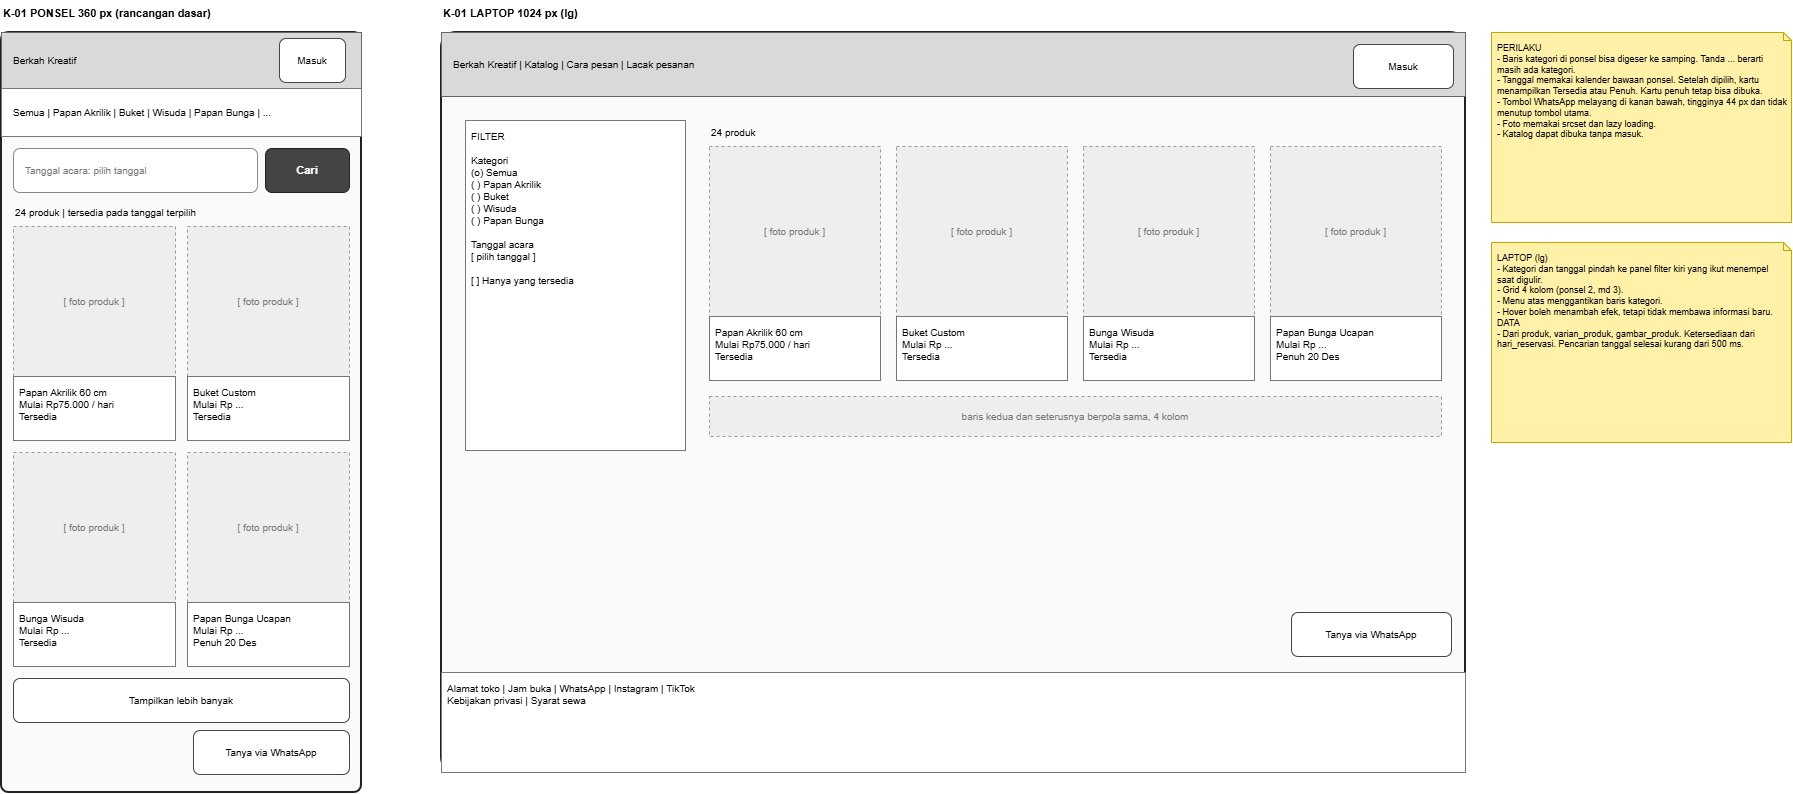 K-01 PONSEL 360 px (rancangan dasar)
Berkah Kreatif
Masuk
Semua | Papan Akrilik | Buket | Wisuda | Papan Bunga | ...
Tanggal acara: pilih tanggal
Cari
24 produk | tersedia pada tanggal terpilih
[ foto produk ]
[ foto produk ]
Papan Akrilik 60 cm
Mulai Rp75.000 / hari
Tersedia
Buket Custom
Mulai Rp ...
Tersedia
[ foto produk ]
[ foto produk ]
Bunga Wisuda
Mulai Rp ...
Tersedia
Papan Bunga Ucapan
Mulai Rp ...
Penuh 20 Des
Tampilkan lebih banyak
Tanya via WhatsApp
K-01 LAPTOP 1024 px (lg)
Berkah Kreatif | Katalog | Cara pesan | Lacak pesanan
Masuk
FILTER
Kategori
(o) Semua
( ) Papan Akrilik
( ) Buket
( ) Wisuda
( ) Papan Bunga
Tanggal acara
[ pilih tanggal ]
[ ] Hanya yang tersedia
24 produk
[ foto produk ]
[ foto produk ]
[ foto produk ]
[ foto produk ]
Papan Akrilik 60 cm
Mulai Rp75.000 / hari
Tersedia
Buket Custom
Mulai Rp ...
Tersedia
Bunga Wisuda
Mulai Rp ...
Tersedia
Papan Bunga Ucapan
Mulai Rp ...
Penuh 20 Des
baris kedua dan seterusnya berpola sama, 4 kolom
Tanya via WhatsApp
Alamat toko | Jam buka | WhatsApp | Instagram | TikTok
Kebijakan privasi | Syarat sewa
PERILAKU
- Baris kategori di ponsel bisa digeser ke samping. Tanda ... berarti
masih ada kategori.
- Tanggal memakai kalender bawaan ponsel. Setelah dipilih, kartu
menampilkan Tersedia atau Penuh. Kartu penuh tetap bisa dibuka.
- Tombol WhatsApp melayang di kanan bawah, tingginya 44 px dan tidak
menutup tombol utama.
- Foto memakai srcset dan lazy loading.
- Katalog dapat dibuka tanpa masuk.
LAPTOP (lg)
- Kategori dan tanggal pindah ke panel filter kiri yang ikut menempel
saat digulir.
- Grid 4 kolom (ponsel 2, md 3).
- Menu atas menggantikan baris kategori.
- Hover boleh menambah efek, tetapi tidak membawa informasi baru.
DATA
- Dari produk, varian_produk, gambar_produk. Ketersediaan dari
hari_reservasi. Pencarian tanggal selesai kurang dari 500 ms.